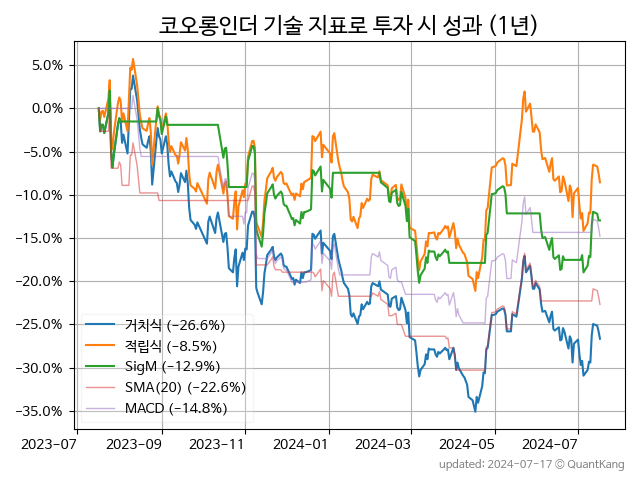 코오롱인더 기술 지표로 투자 시 성과 (1년)
5.0%
0.0%
−5.0%
−10.0%
−15.0%
−20.0%
−25.0%
−30.0%
−35.0%
거치식 (−26.6%)
적립식 (−8.5%)
SigM (−12.9%)
SMA(20) (−22.6%)
MACD (−14.8%)
2023−07 2023−09 2023−11 2024−01 2024−03 2024−05 2024−07
updated: 2024−07−17 © QuantKang